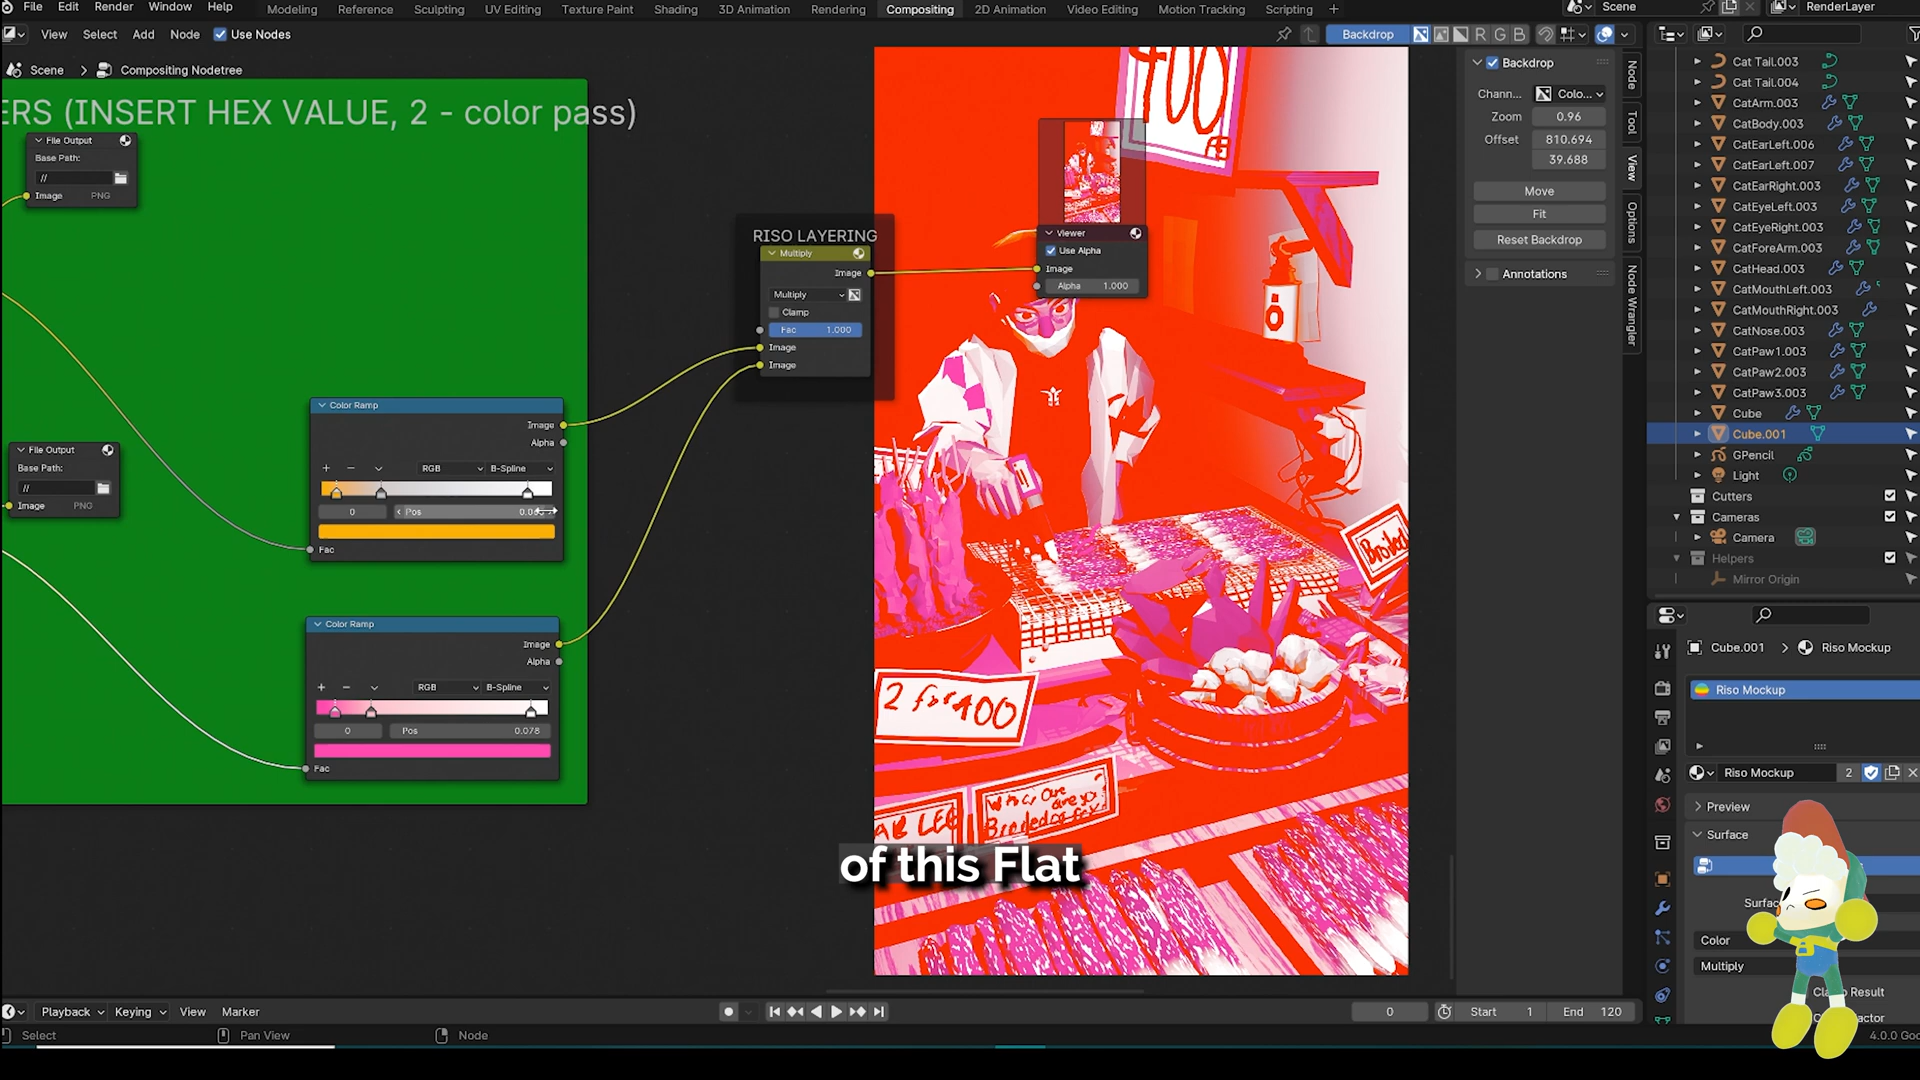 File Edit Render Window Help Modeling Reference Sculpting UV Editing Texture Paint Shading 3D Animation Rendering Compositing 2D Animation Video Editing Motion Tracking Scripting + Scene RenderLayer
View Select Add Node Use Nodes Backdrop R G B
Scene > Compositing Nodetree
ERS (INSERT HEX VALUE, 2 - color pass)
File Output
Base Path:
//
Image PNG
File Output
Base Path:
//
Image PNG
Color Ramp
Image
Alpha
RGB B-Spline
0 Pos
Fac
Color Ramp
Image
Alpha
RGB B-Spline
0 Pos 0.078
Fac
RISO LAYERING
Multiply
Image
Multiply
Clamp
Fac 1.000
Image
Image
Viewer
Use Alpha
Image
Alpha 1.000
400
2 for 400
Broiled
of this Flat
Backdrop
Chann... Colo...
Zoom 0.96
Offset 810.694
39.688
Move
Fit
Reset Backdrop
Annotations
Node
Tool
View
Options
Node Wrangler
Cat Tail.003
Cat Tail.004
CatArm.003
CatBody.003
CatEarLeft.006
CatEarLeft.007
CatEarRight.003
CatEyeLeft.003
CatEyeRight.003
CatForeArm.003
CatHead.003
CatMouthLeft.003
CatMouthRight.003
CatNose.003
CatPaw1.003
CatPaw2.003
CatPaw3.003
Cube
Cube.001
GPencil
Light
Cutters
Cameras
Camera
Helpers
Mirror Origin
Cube.001 > Riso Mockup
Riso Mockup
Riso Mockup 2
Preview
Surface
Color
Multiply
Playback Keying View Marker 0 Start 1 End 120
Select Pan View Node